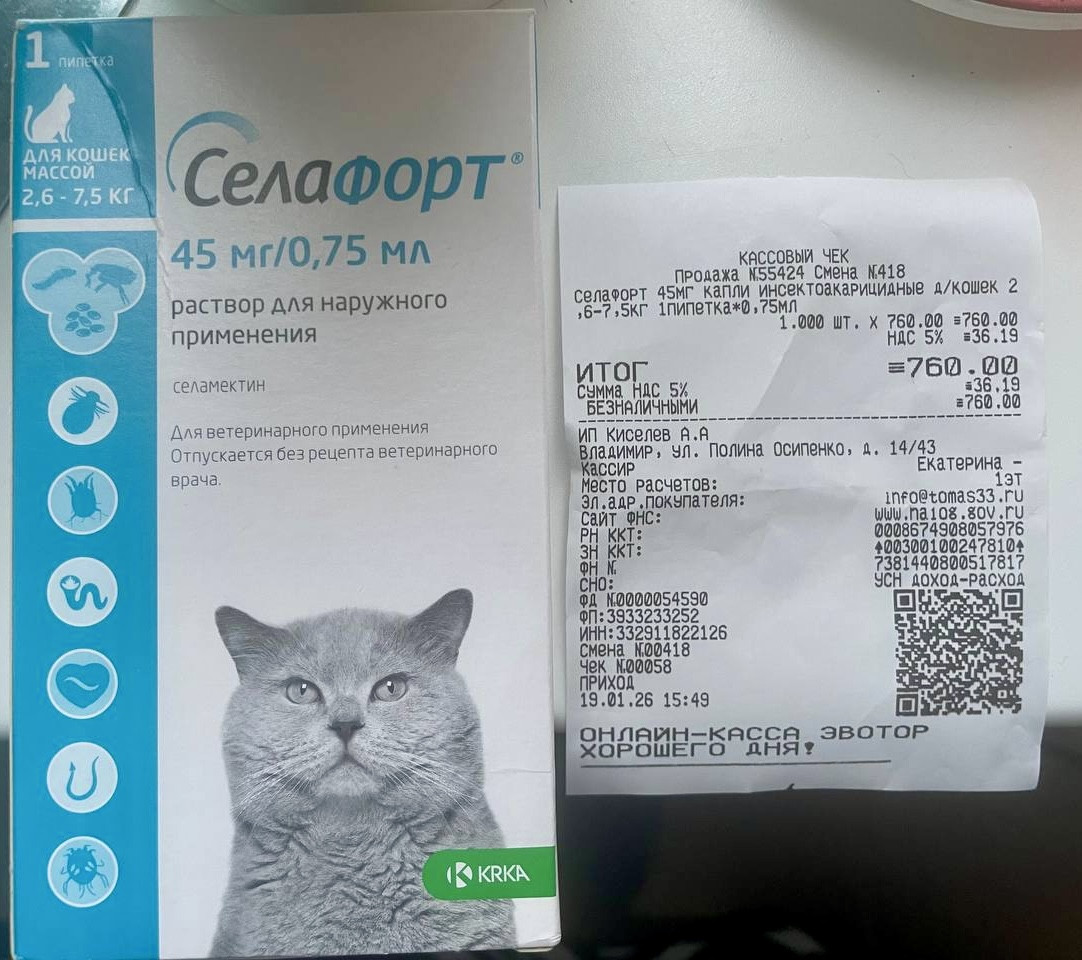 1 пипетка
ДЛЯ КОШЕК
МАССОЙ
2,6 - 7,5 КГ
Селафорт®
45 мг/0,75 мл
раствор для наружного
применения
селамектин
Для ветеринарного применения
Отпускается без рецепта ветеринарного
врача.
KRKA
КАССОВЫЙ ЧЕК
Продажа №55424 Смена №418
Селафорт 45мг капли инсектоакарицидные д/кошек 2
,6-7,5кг 1пипетка*0,75мл
1.000 шт. x 760.00 ≡760.00
НДС 5% ≡36.19
ИТОГ ≡760.00
Сумма НДС 5% ≡36.19
БЕЗНАЛИЧНЫМИ ≡760.00
ИП Киселев А.А
Владимир, ул. Полина Осипенко, д. 14/43
Кассир Екатерина -
Место расчетов: 1эт
Эл.адр.покупателя: info@tomas33.ru
Сайт ФНС: www.nalog.gov.ru
РН ККТ: 0008674908057976
ЗН ККТ: 00300100247810
ФН № 7381440800517817
СНО: УСН ДОХОД-РАСХОД
ФД №0000054590
ФП:3933233252
ИНН:332911822126
Смена №00418
Чек №00058
ПРИХОД
19.01.26 15:49
ОНЛАЙН-КАССА ЭВОТОР
ХОРОШЕГО ДНЯ!